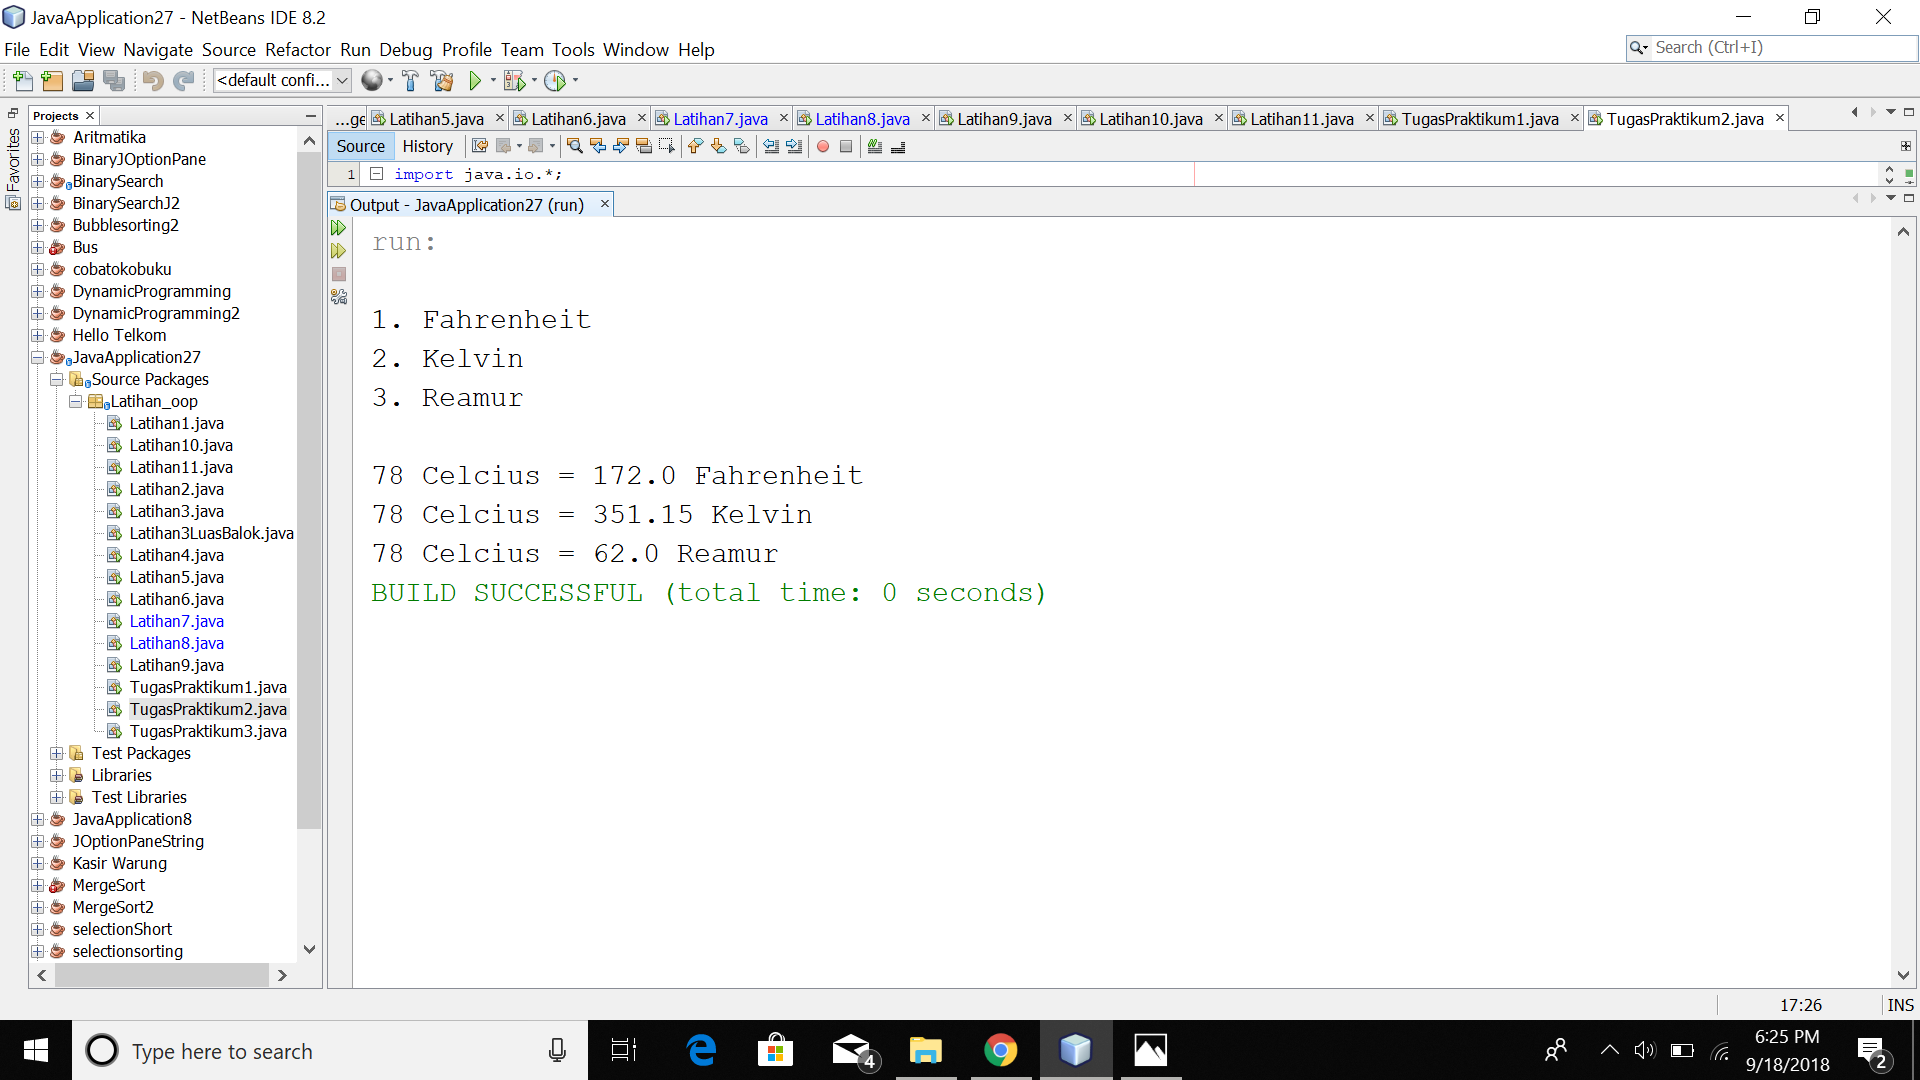 JavaApplication27 - NetBeans IDE 8.2
File Edit View Navigate Source Refactor Run Debug Profile Team Tools Window Help
Search (Ctrl+I)
<default confi...
Favorites
Projects
Aritmatika
BinaryJOptionPane
BinarySearch
BinarySearchJ2
Bubblesorting2
Bus
cobatokobuku
DynamicProgramming
DynamicProgramming2
Hello Telkom
JavaApplication27
Source Packages
Latihan_oop
Latihan1.java
Latihan10.java
Latihan11.java
Latihan2.java
Latihan3.java
Latihan3LuasBalok.java
Latihan4.java
Latihan5.java
Latihan6.java
Latihan7.java
Latihan8.java
Latihan9.java
TugasPraktikum1.java
TugasPraktikum2.java
TugasPraktikum3.java
Test Packages
Libraries
Test Libraries
JavaApplication8
JOptionPaneString
Kasir Warung
MergeSort
MergeSort2
selectionShort
selectionsorting
...ge Latihan5.java Latihan6.java Latihan7.java Latihan8.java Latihan9.java Latihan10.java Latihan11.java TugasPraktikum1.java TugasPraktikum2.java
Source History
1 import java.io.*;
Output - JavaApplication27 (run)
run:
1. Fahrenheit
2. Kelvin
3. Reamur
78 Celcius = 172.0 Fahrenheit
78 Celcius = 351.15 Kelvin
78 Celcius = 62.0 Reamur
BUILD SUCCESSFUL (total time: 0 seconds)
17:26 INS
Type here to search
4
6:25 PM
9/18/2018
2